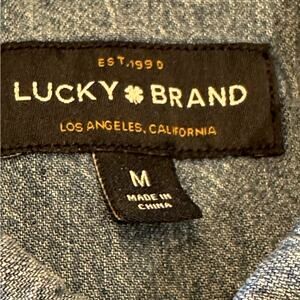 EST.1990
LUCKY BRAND
LOS ANGELES, CALIFORNIA
M
MADE IN
CHINA